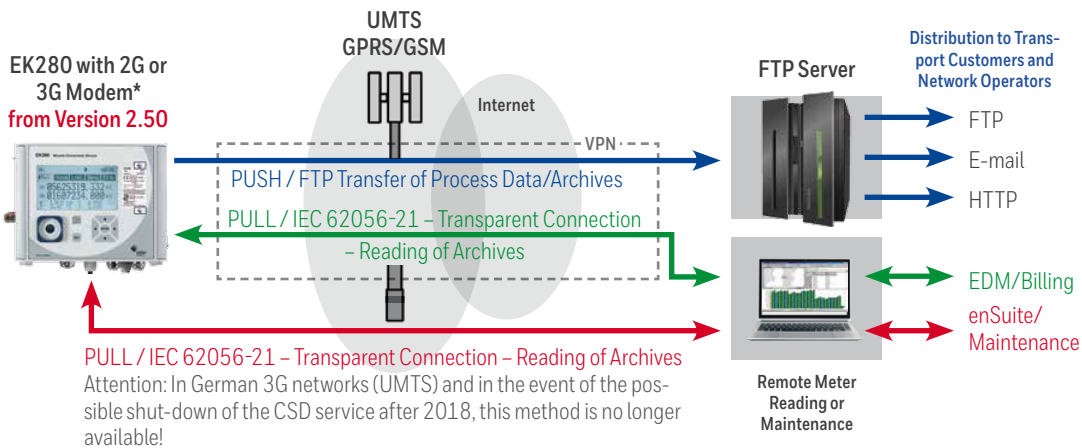 UMTS
GPRS/GSM
EK280 with 2G or
3G Modem*
from Version 2.50
Internet
FTP Server
Distribution to Trans-
port Customers and
Network Operators
FTP
E-mail
HTTP
VPN
PUSH / FTP Transfer of Process Data/Archives
PULL / IEC 62056-21 – Transparent Connection
– Reading of Archives
EDM/Billing
enSuite/
Maintenance
PULL / IEC 62056-21 – Transparent Connection – Reading of Archives
Attention: In German 3G networks (UMTS) and in the event of the pos-
sible shut-down of the CSD service after 2018, this method is no longer
available!
Remote Meter
Reading or
Maintenance
EK280